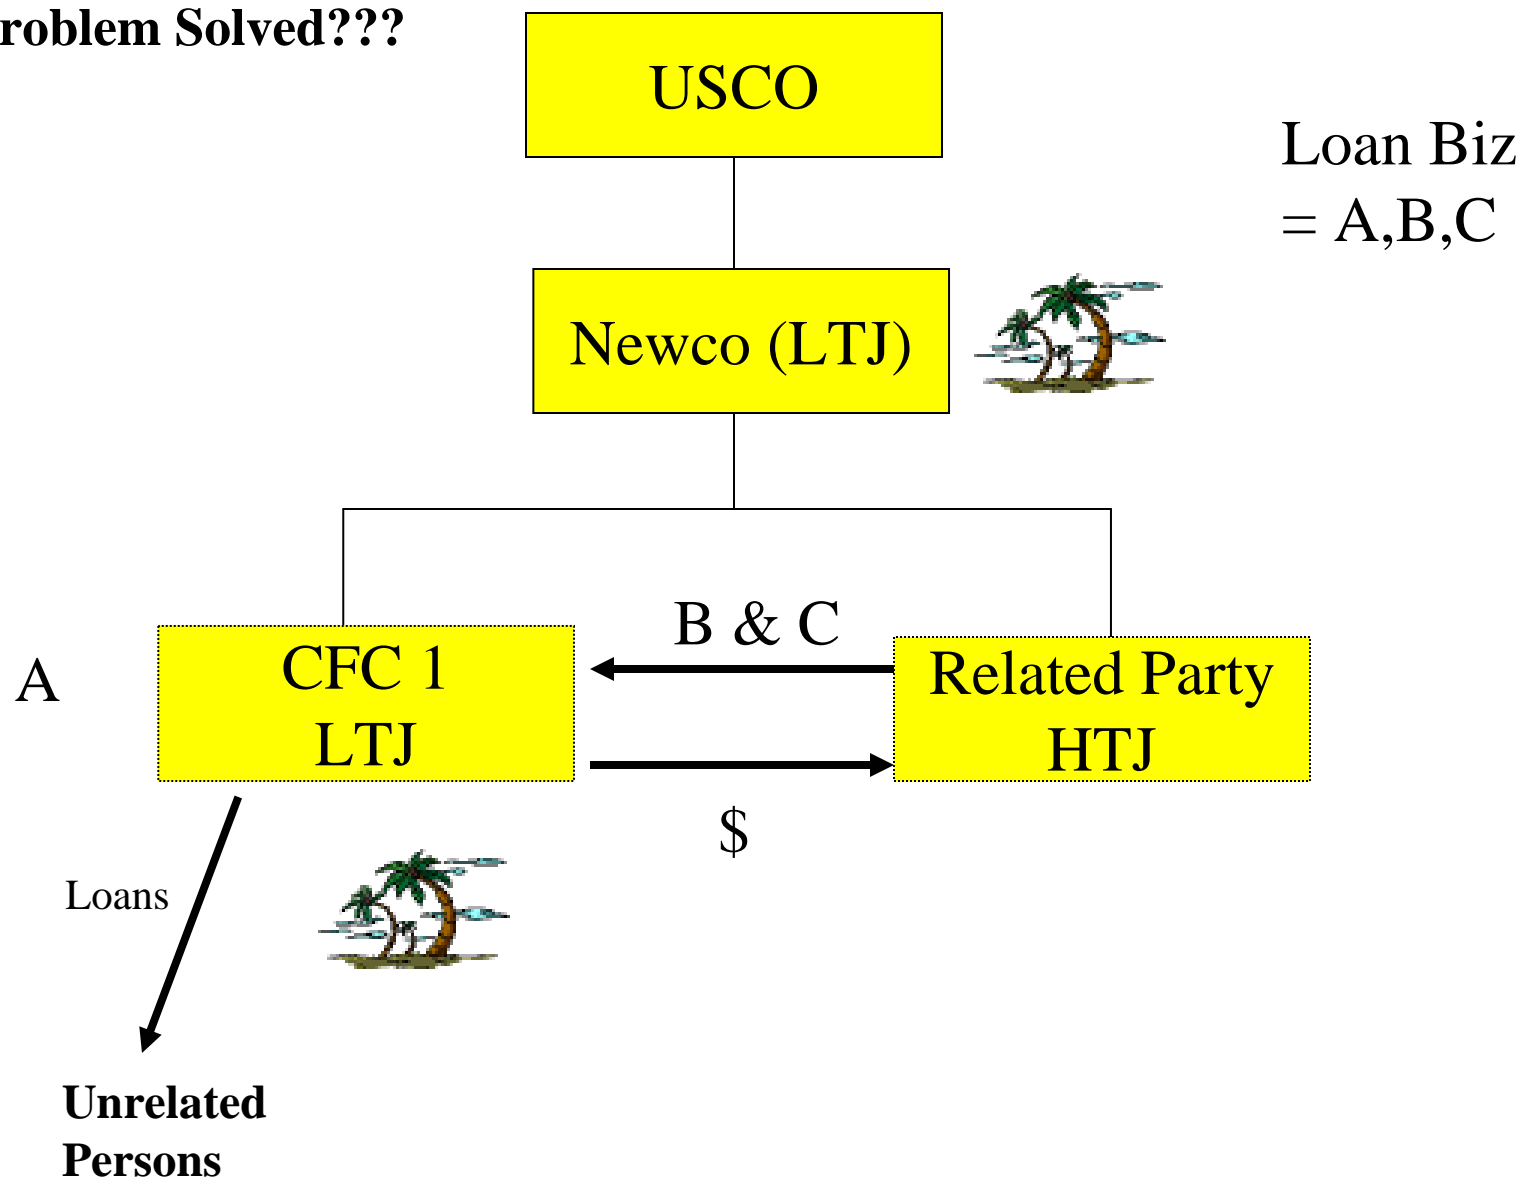 roblem Solved???
USCO
Loan Biz
= A,B,C
Newco (LTJ)
B & C
A
CFC 1
LTJ
Related Party
HTJ
$
Loans
Unrelated
Persons